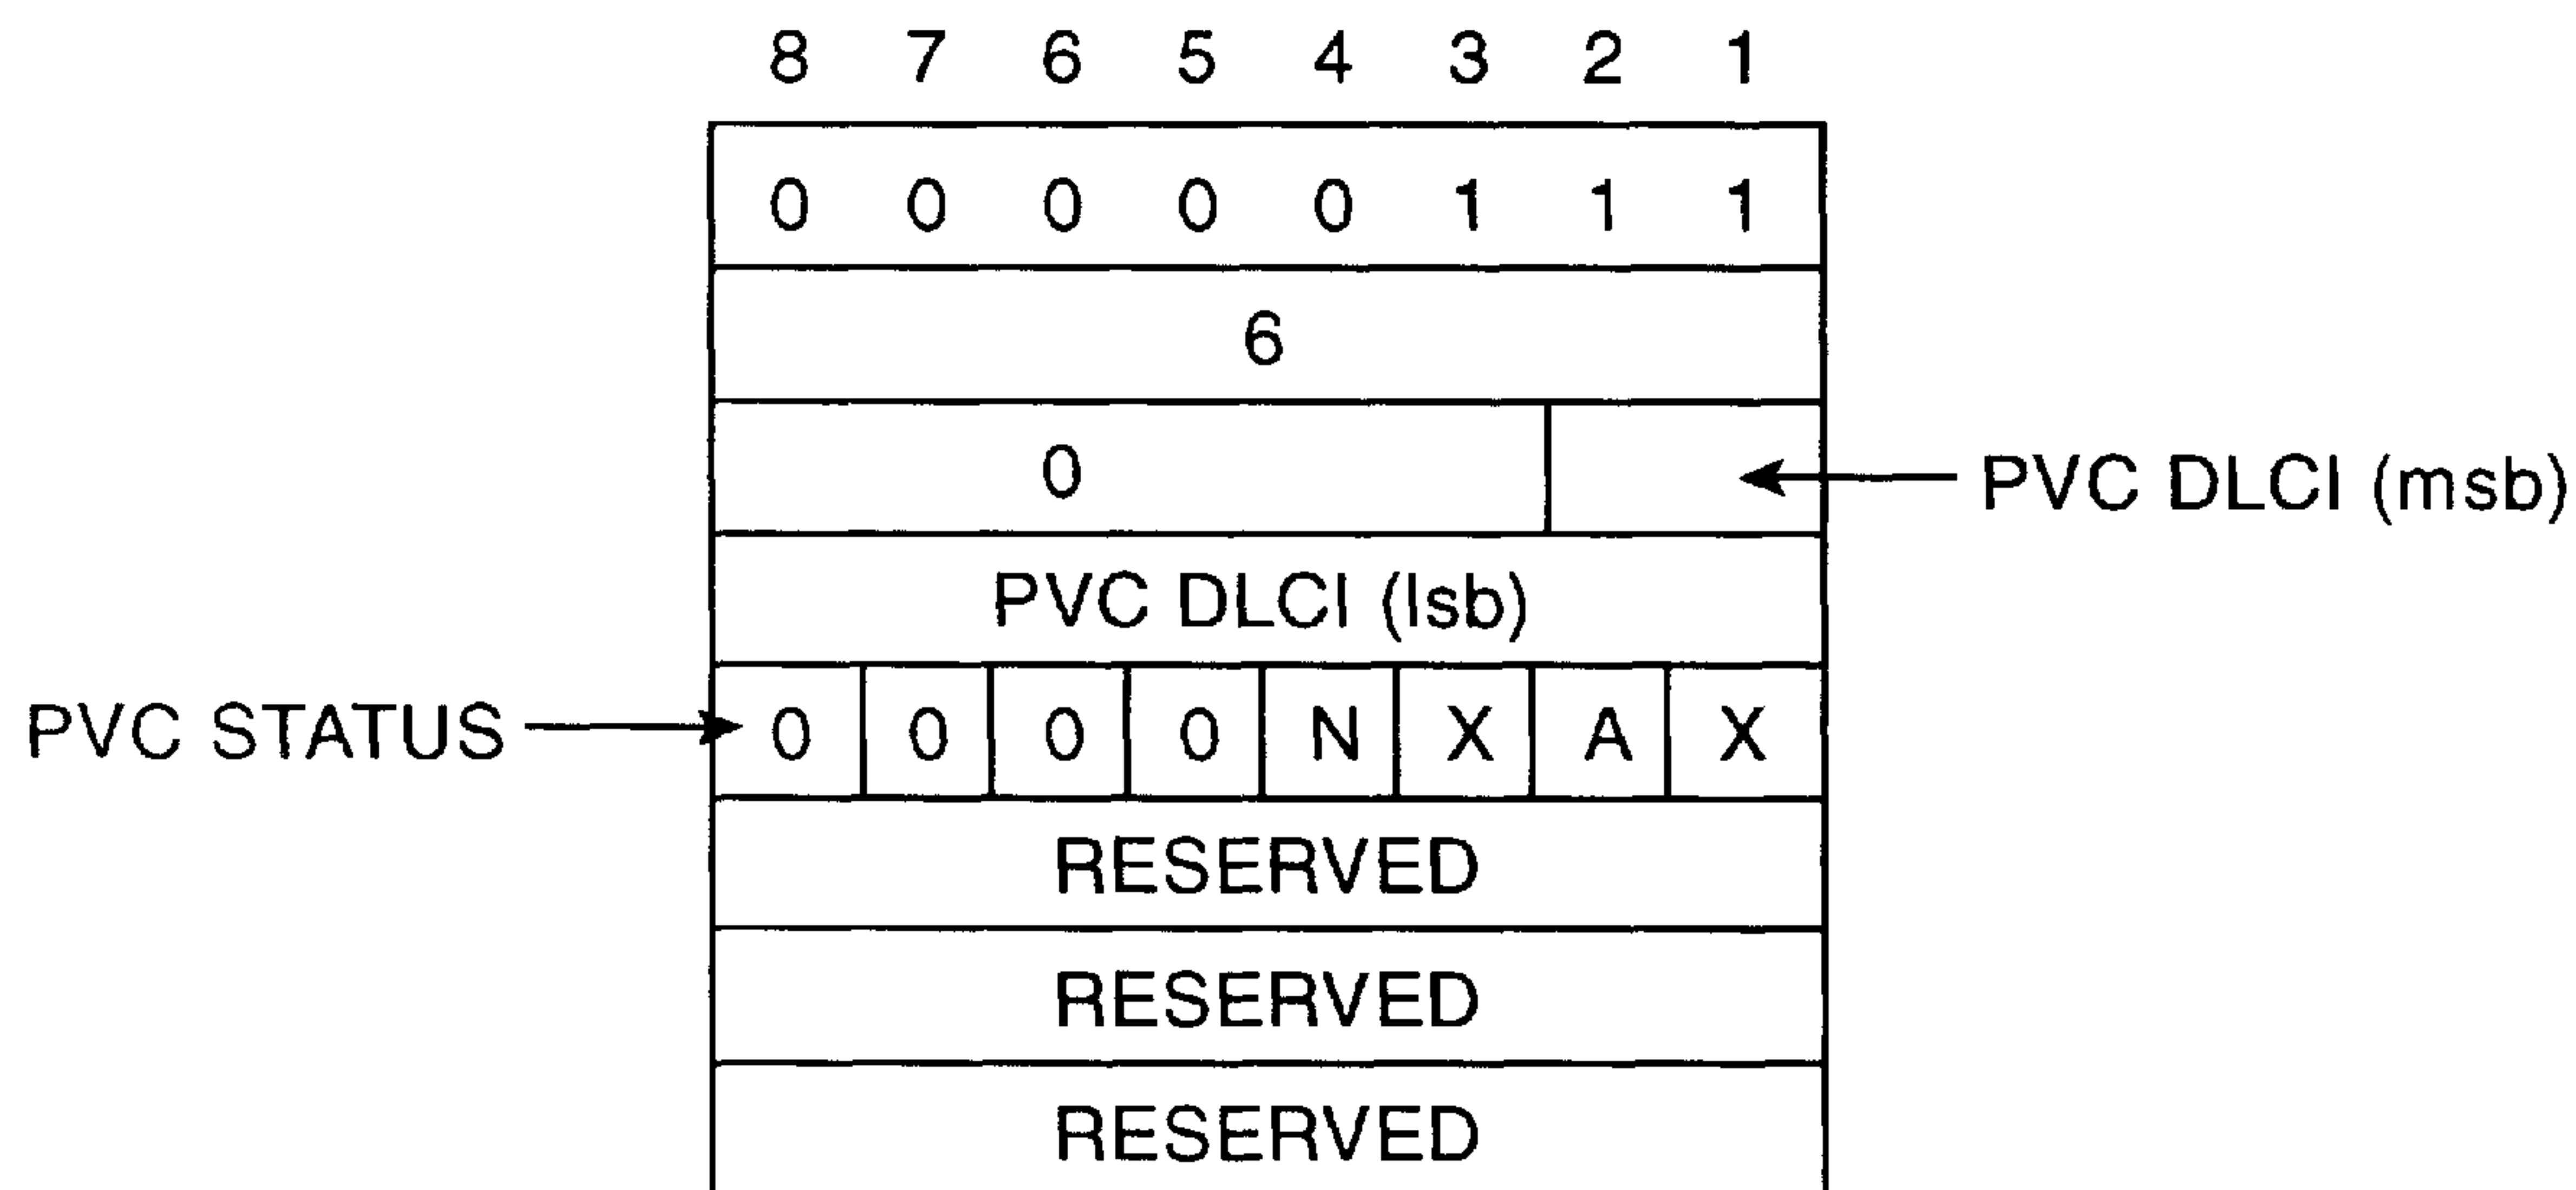 8 7 6 5 4 3 2 1
0 0 0 0 0 1 1 1
6
0
PVC DLCI (msb)
PVC DLCI (lsb)
PVC STATUS
0 0 0 0 N X A X
RESERVED
RESERVED
RESERVED